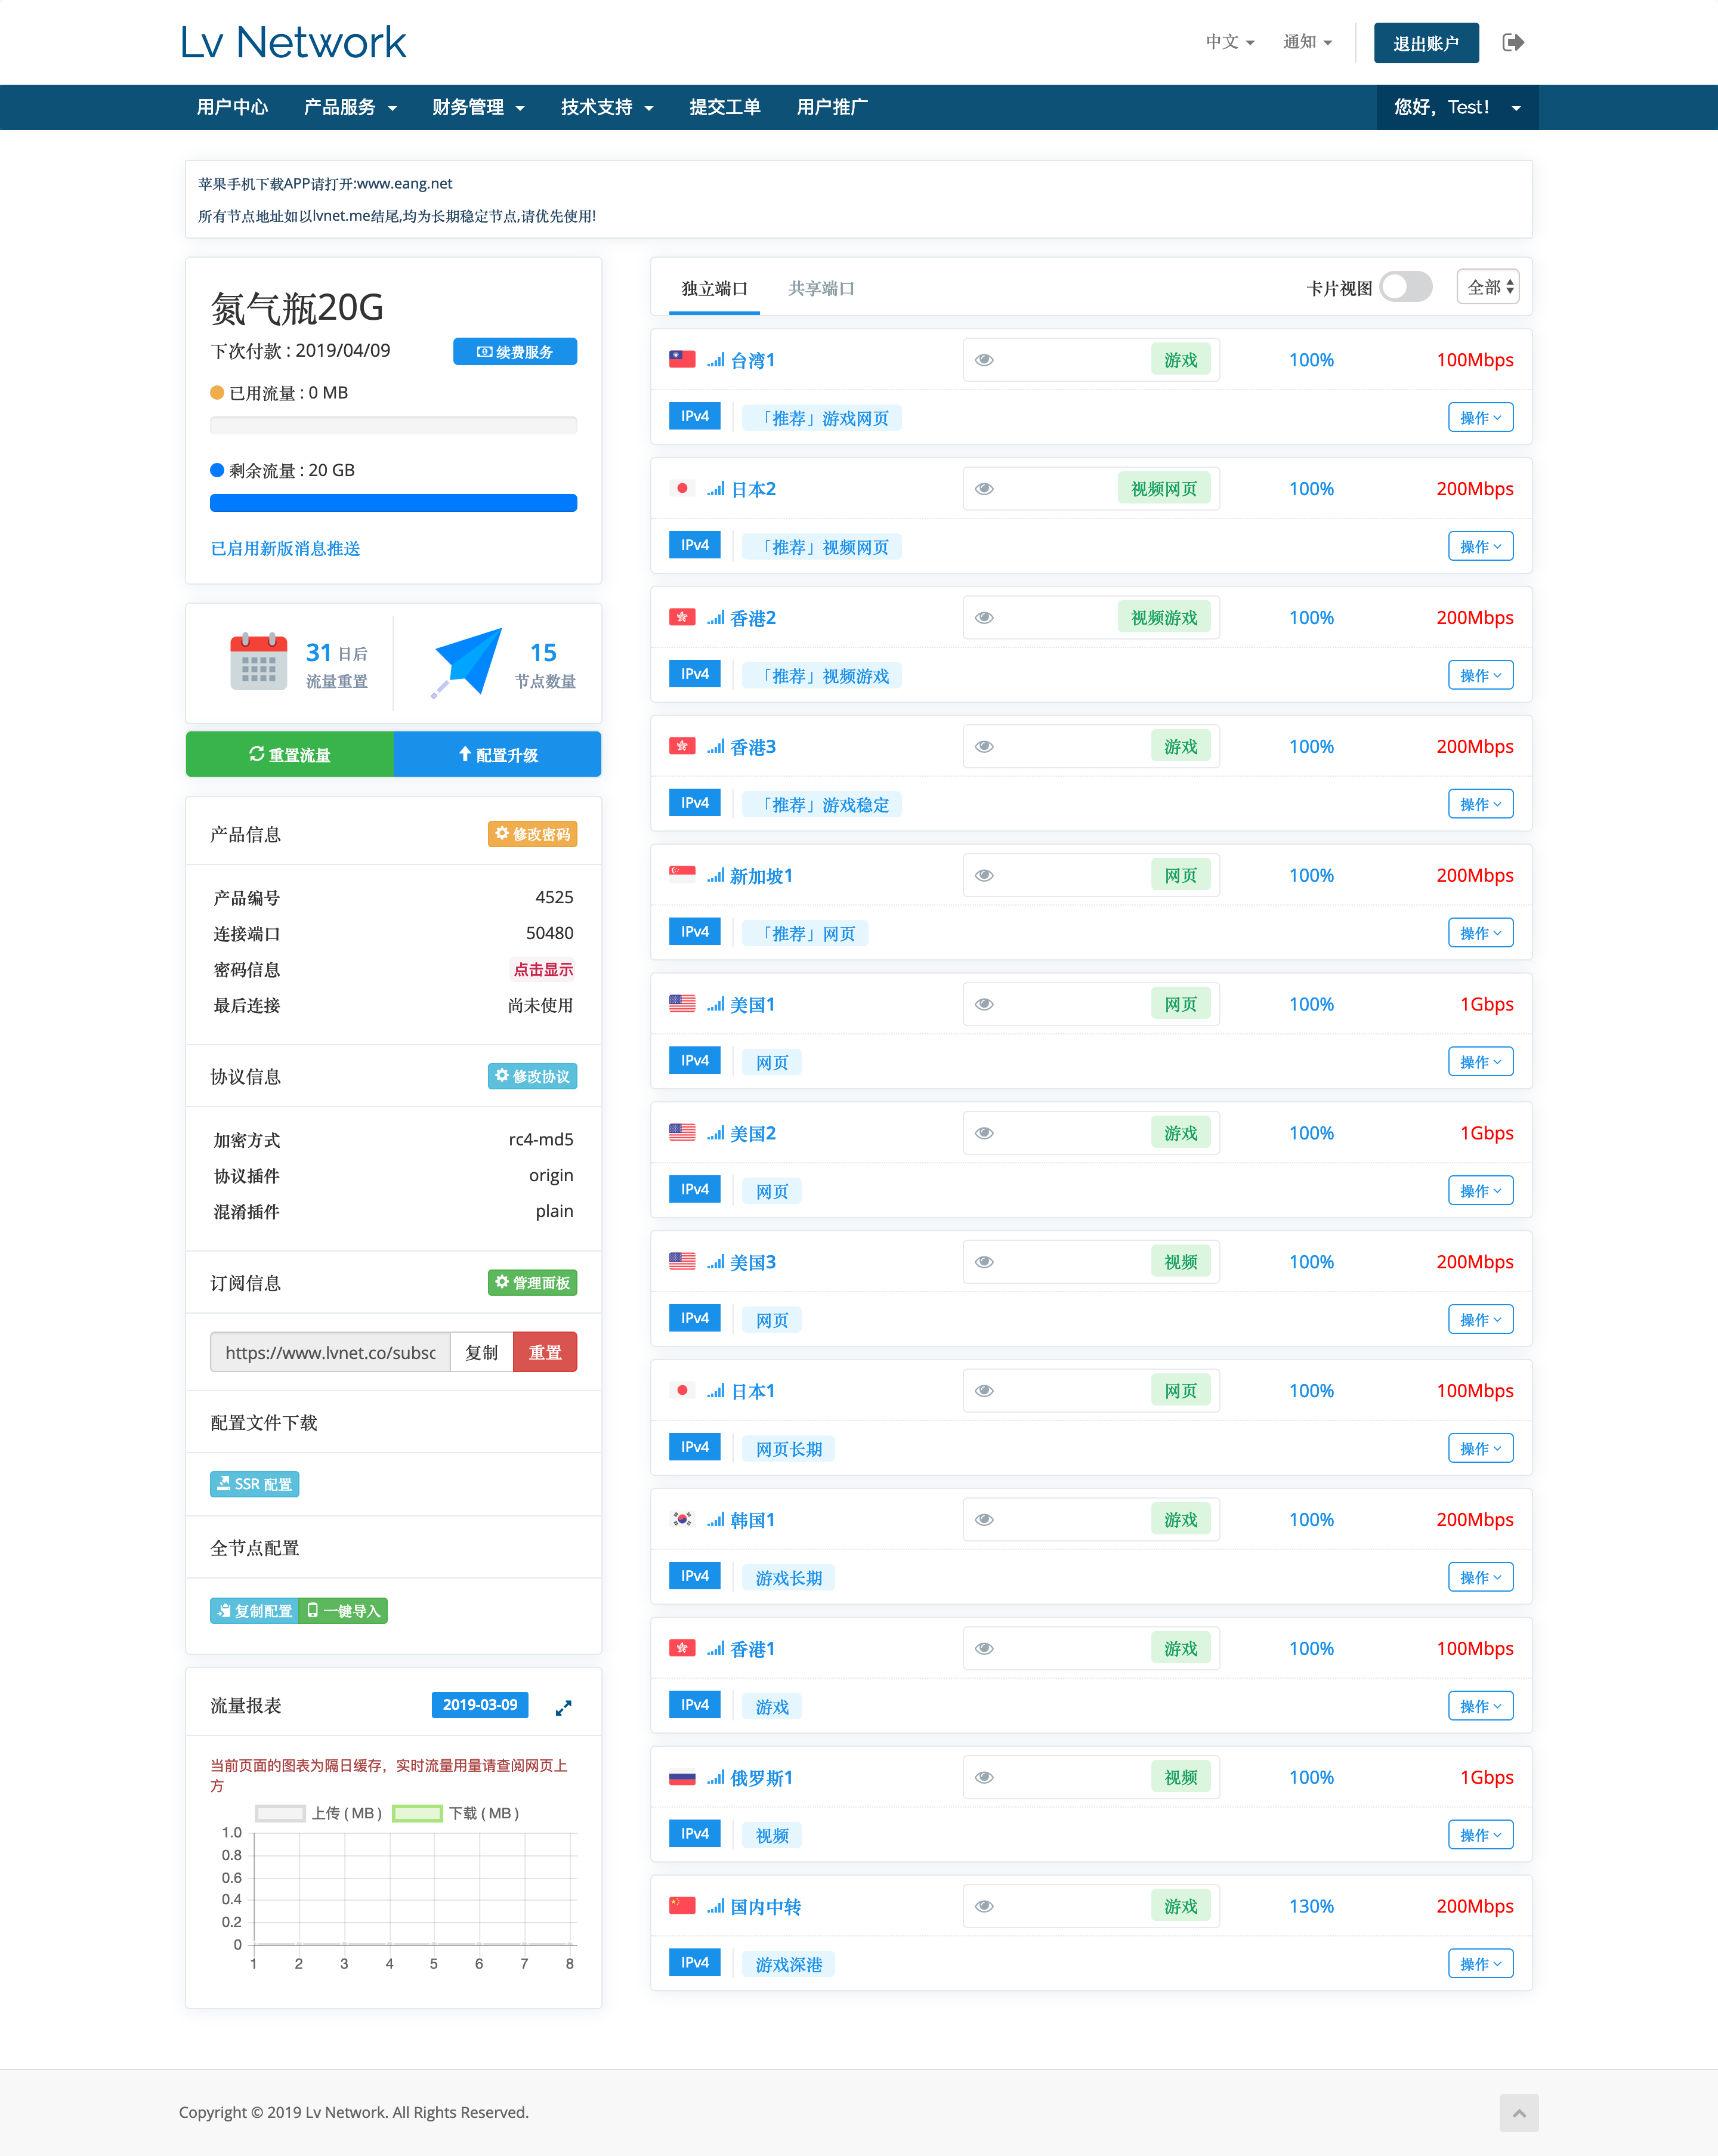 Lv Network
中文
通知
退出账户
用户中心 产品服务 财务管理 技术支持 提交工单 用户推广 您好，Test!
苹果手机下载APP请打开:www.eang.net
所有节点地址如以lvnet.me结尾,均为长期稳定节点,请优先使用!
氮气瓶20G
下次付款 : 2019/04/09 续费服务
已用流量 : 0 MB
剩余流量 : 20 GB
已启用新版消息推送
31 日后
流量重置
15
节点数量
重置流量 配置升级
产品信息 修改密码
产品编号 4525
连接端口 50480
密码信息 点击显示
最后连接 尚未使用
协议信息 修改协议
加密方式 rc4-md5
协议插件 origin
混淆插件 plain
订阅信息 管理面板
https://www.lvnet.co/subsc 复制 重置
配置文件下载
SSR 配置
全节点配置
复制配置 一键导入
流量报表 2019-03-09
当前页面的图表为隔日缓存，实时流量用量请查阅网页上
方
上传 ( MB ) 下载 ( MB )
1.0
0.8
0.6
0.4
0.2
0
1 2 3 4 5 6 7 8
独立端口 共享端口 卡片视图 全部
台湾1 游戏 100% 100Mbps
IPv4 「推荐」游戏网页 操作
日本2 视频网页 100% 200Mbps
IPv4 「推荐」视频网页 操作
香港2 视频游戏 100% 200Mbps
IPv4 「推荐」视频游戏 操作
香港3 游戏 100% 200Mbps
IPv4 「推荐」游戏稳定 操作
新加坡1 网页 100% 200Mbps
IPv4 「推荐」网页 操作
美国1 网页 100% 1Gbps
IPv4 网页 操作
美国2 游戏 100% 1Gbps
IPv4 网页 操作
美国3 视频 100% 200Mbps
IPv4 网页 操作
日本1 网页 100% 100Mbps
IPv4 网页长期 操作
韩国1 游戏 100% 200Mbps
IPv4 游戏长期 操作
香港1 游戏 100% 100Mbps
IPv4 游戏 操作
俄罗斯1 视频 100% 1Gbps
IPv4 视频 操作
国内中转 游戏 130% 200Mbps
IPv4 游戏深港 操作
Copyright © 2019 Lv Network. All Rights Reserved.